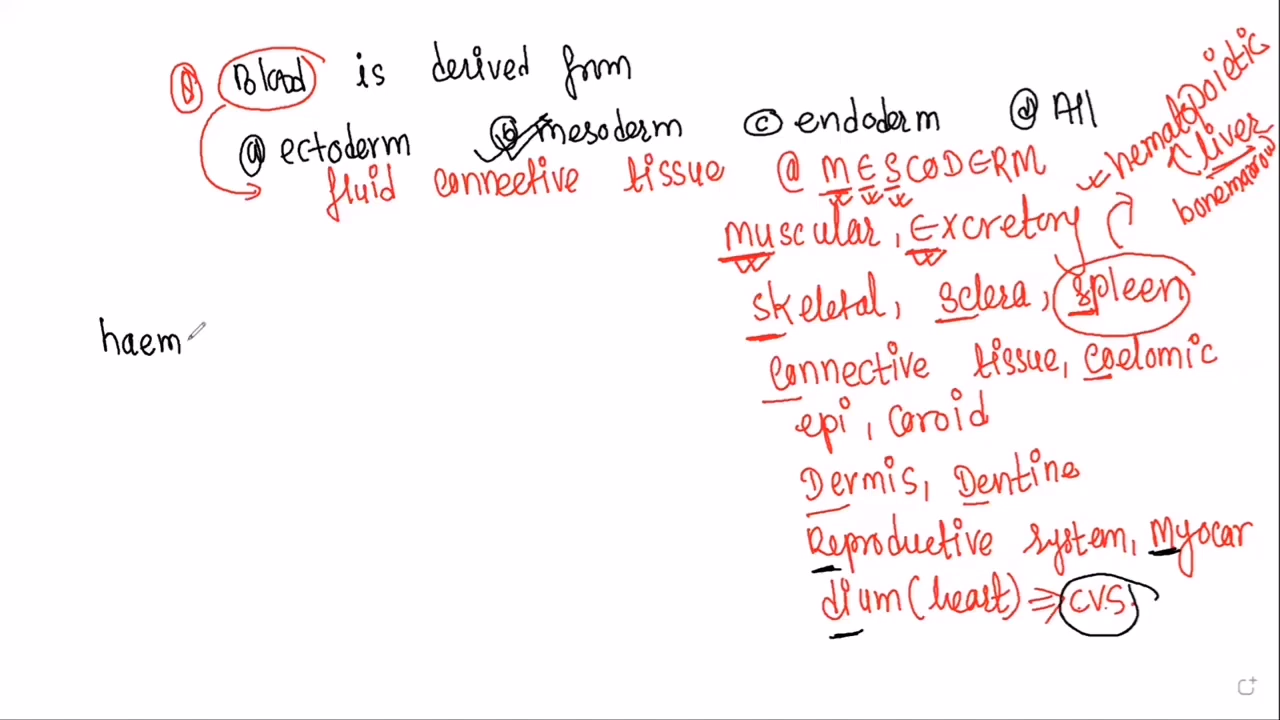 Q Blood is derived from
ⓐ ectoderm ⓑ mesoderm ⓒ endoderm ⓓ All
fluid connective tissue @ MESCODERM
hematopoietic
liver
bonemarrow
muscular, Excretory
skeletal, sclera, spleen
connective tissue, coelomic
epi, coroid
Dermis, Dentine
Reproductive system, Myocar
dium (heart) ⇒ CVS
haem